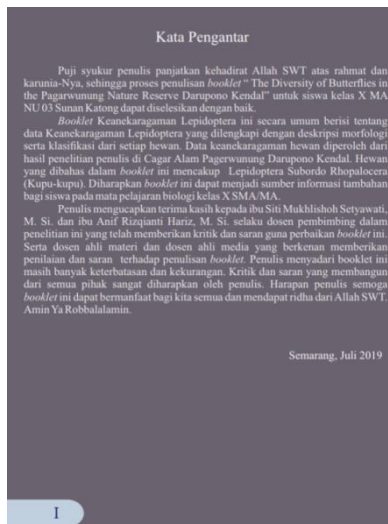 Kata Pengantar
Puji syukur penulis panjatkan kehadirat Allah SWT atas rahmat dan
karunia-Nya, sehingga proses penulisan booklet “ The Diversity of Butterflies in
the Pagarwunung Nature Reserve Darupono Kendal” untuk siswa kelas X MA
NU 03 Sunan Katong dapat diselesikan dengan baik.
Booklet Keanekaragaman Lepidoptera ini secara umum berisi tentang
data Keanekaragaman Lepidoptera yang dilengkapi dengan deskripsi morfologi
serta klasifikasi dari setiap hewan. Data keanekaragaman hewan diperoleh dari
hasil penelitian penulis di Cagar Alam Pagerwunung Darupono Kendal. Hewan
yang dibahas dalam booklet ini mencakup Lepidoptera Subordo Rhopalocera
(Kupu-kupu). Diharapkan booklet ini dapat menjadi sumber informasi tambahan
bagi siswa pada mata pelajaran biologi kelas X SMA/MA.
Penulis mengucapkan terima kasih kepada ibu Siti Mukhlishoh Setyawati,
M. Si. dan ibu Anif Rizqianti Hariz, M. Si. selaku dosen pembimbing dalam
penelitian ini yang telah memberikan kritik dan saran guna perbaikan booklet ini.
Serta dosen ahli materi dan dosen ahli media yang berkenan memberikan
penilaian dan saran terhadap penulisan booklet. Penulis menyadari booklet ini
masih banyak keterbatasan dan kekurangan. Kritik dan saran yang membangun
dari semua pihak sangat diharapkan oleh penulis. Harapan penulis semoga
booklet ini dapat bermanfaat bagi kita semua dan mendapat ridha dari Allah SWT.
Amin Ya Robbalalamin.
Semarang, Juli 2019
I